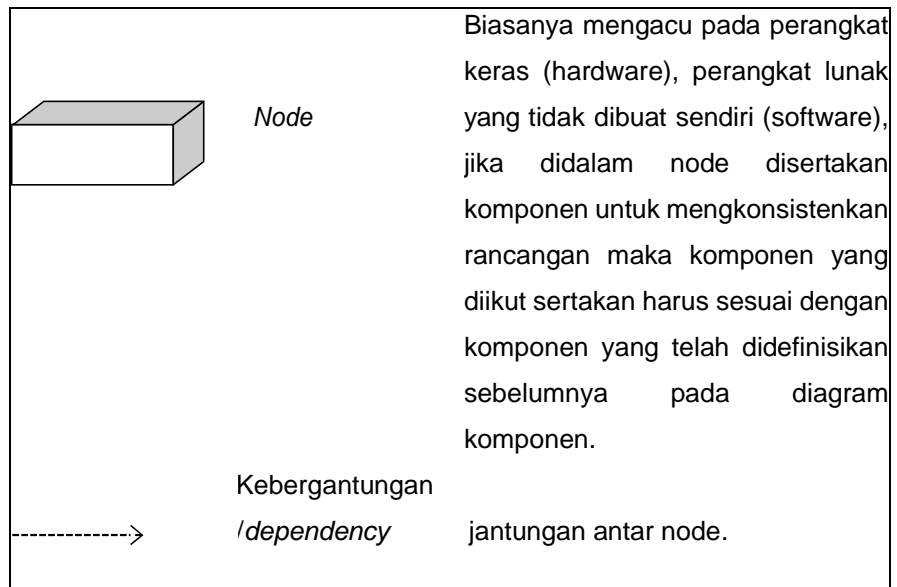 Biasanya mengacu pada perangkat
keras (hardware), perangkat lunak
Node
yang tidak dibuat sendiri (software),
jika didalam node disertakan
komponen untuk mengkonsistenkan
rancangan maka komponen yang
diikut sertakan harus sesuai dengan
komponen yang telah didefinisikan
sebelumnya pada diagram
komponen.
Kebergantungan
/dependency
jantungan antar node.